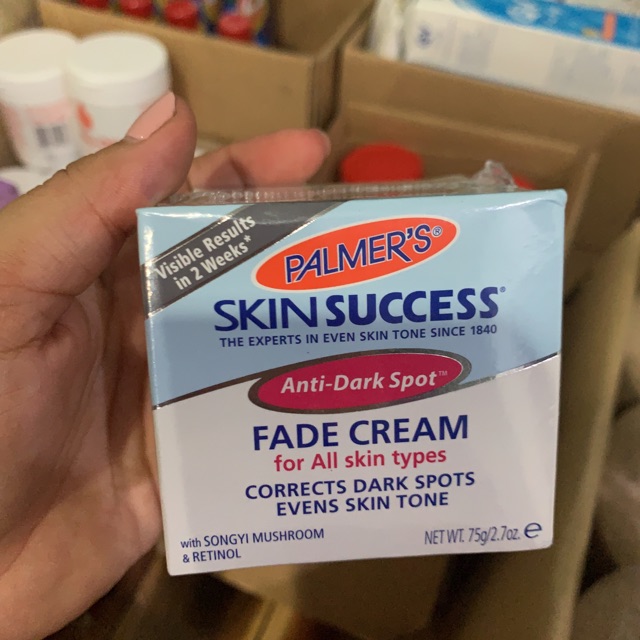 Visible Results
in 2 Weeks*
PALMER'S®
SKIN SUCCESS®
THE EXPERTS IN EVEN SKIN TONE SINCE 1840
Anti-Dark Spot™
FADE CREAM
for All skin types
CORRECTS DARK SPOTS
EVENS SKIN TONE
with SONGYI MUSHROOM
& RETINOL
NET WT. 75g/2.7oz. ℮